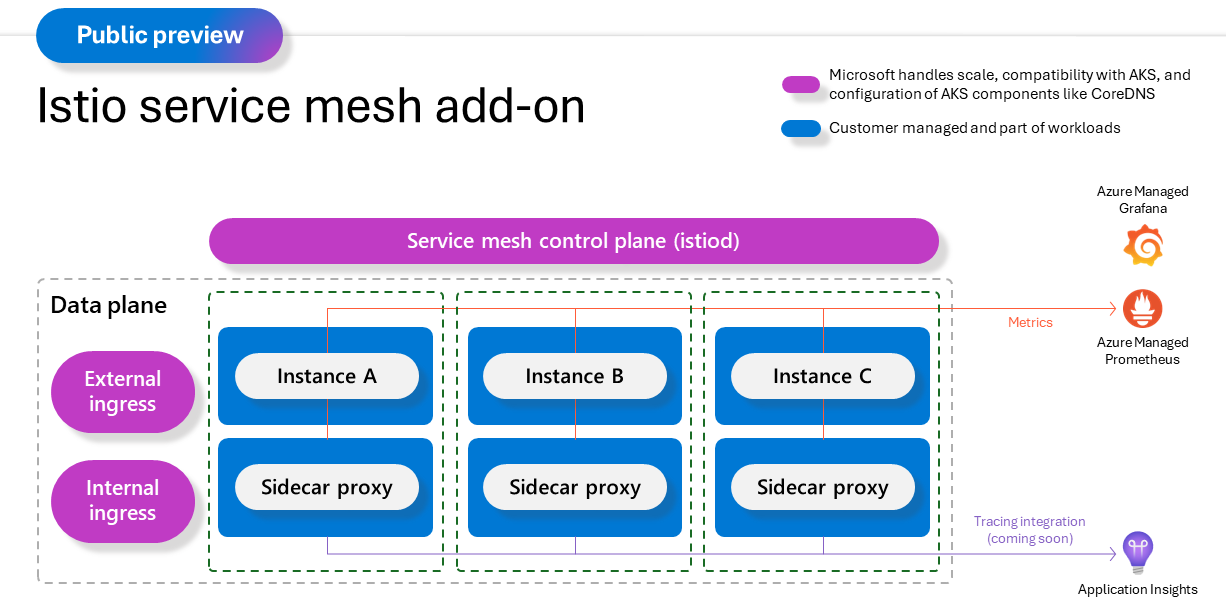 Public preview
Istio service mesh add-on
Microsoft handles scale, compatibility with AKS, and
configuration of AKS components like CoreDNS
Customer managed and part of workloads
Azure Managed
Grafana
Service mesh control plane (istiod)
Data plane
Metrics
Azure Managed
Prometheus
External
ingress
Instance A
Instance B
Instance C
Internal
ingress
Sidecar proxy
Sidecar proxy
Sidecar proxy
Tracing integration
(coming soon)
Application Insights